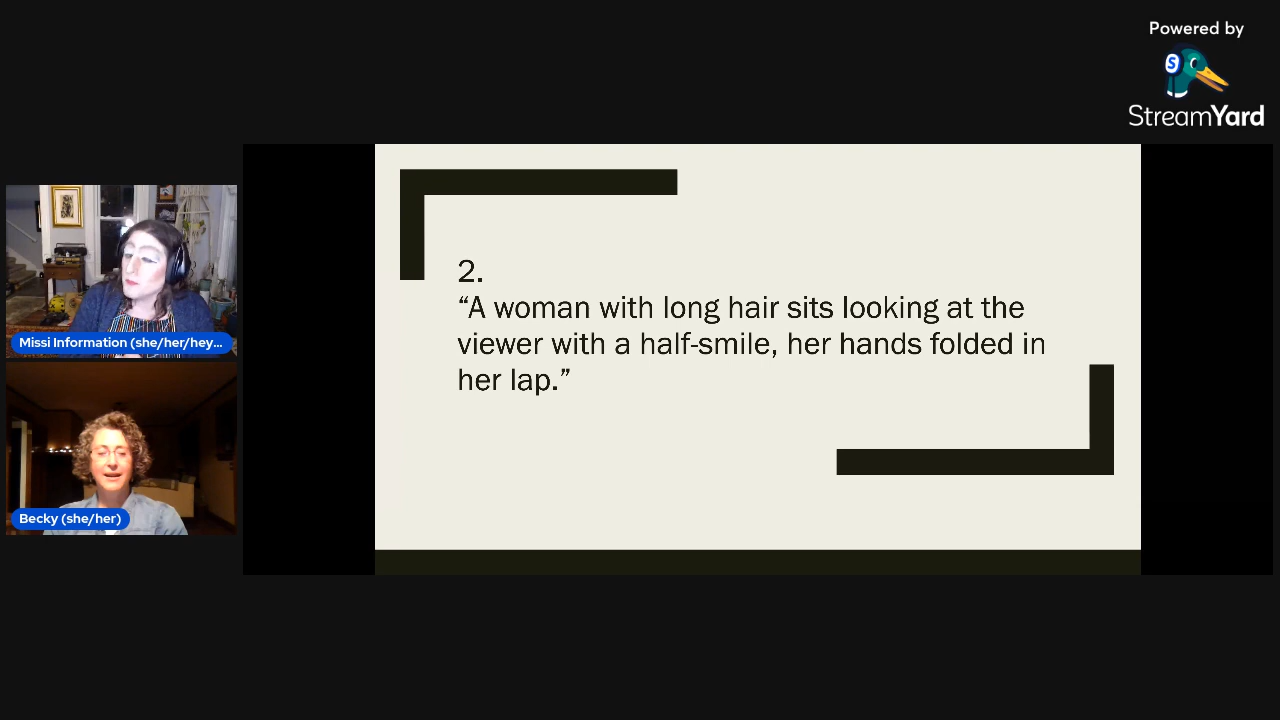 Powered by
S
StreamYard
2.
“A woman with long hair sits looking at the
viewer with a half-smile, her hands folded in
her lap.”
Missi Information (she/her/hey...
Becky (she/her)